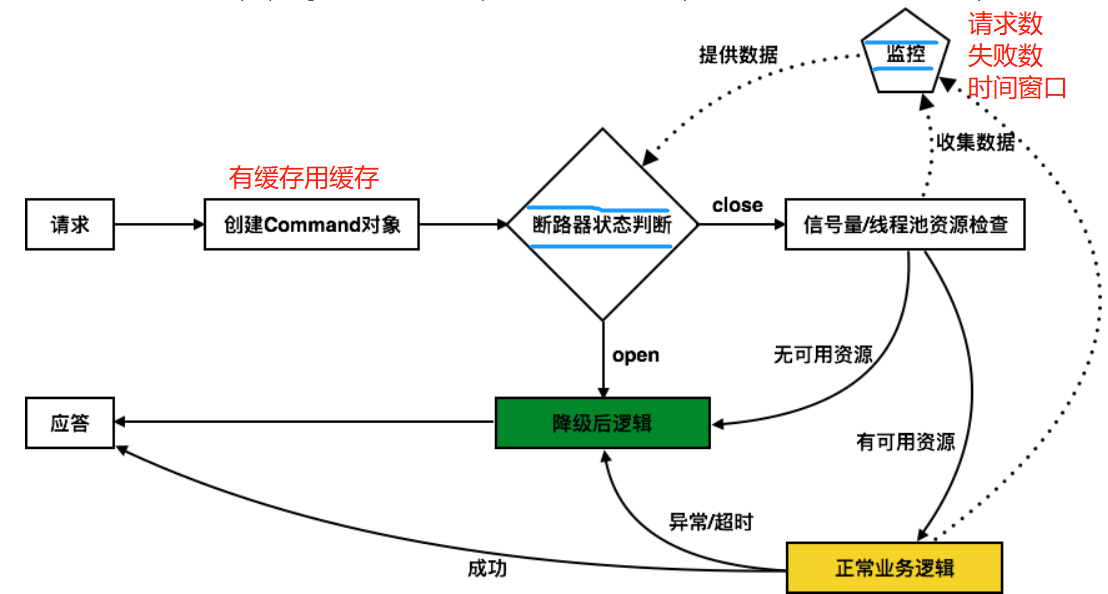 请求数
失败数
时间窗口
监控
提供数据
收集数据
有缓存用缓存
请求
创建Command对象
断路器状态判断
close
信号量/线程池资源检查
open
无可用资源
应答
降级后逻辑
有可用资源
异常/超时
成功
正常业务逻辑